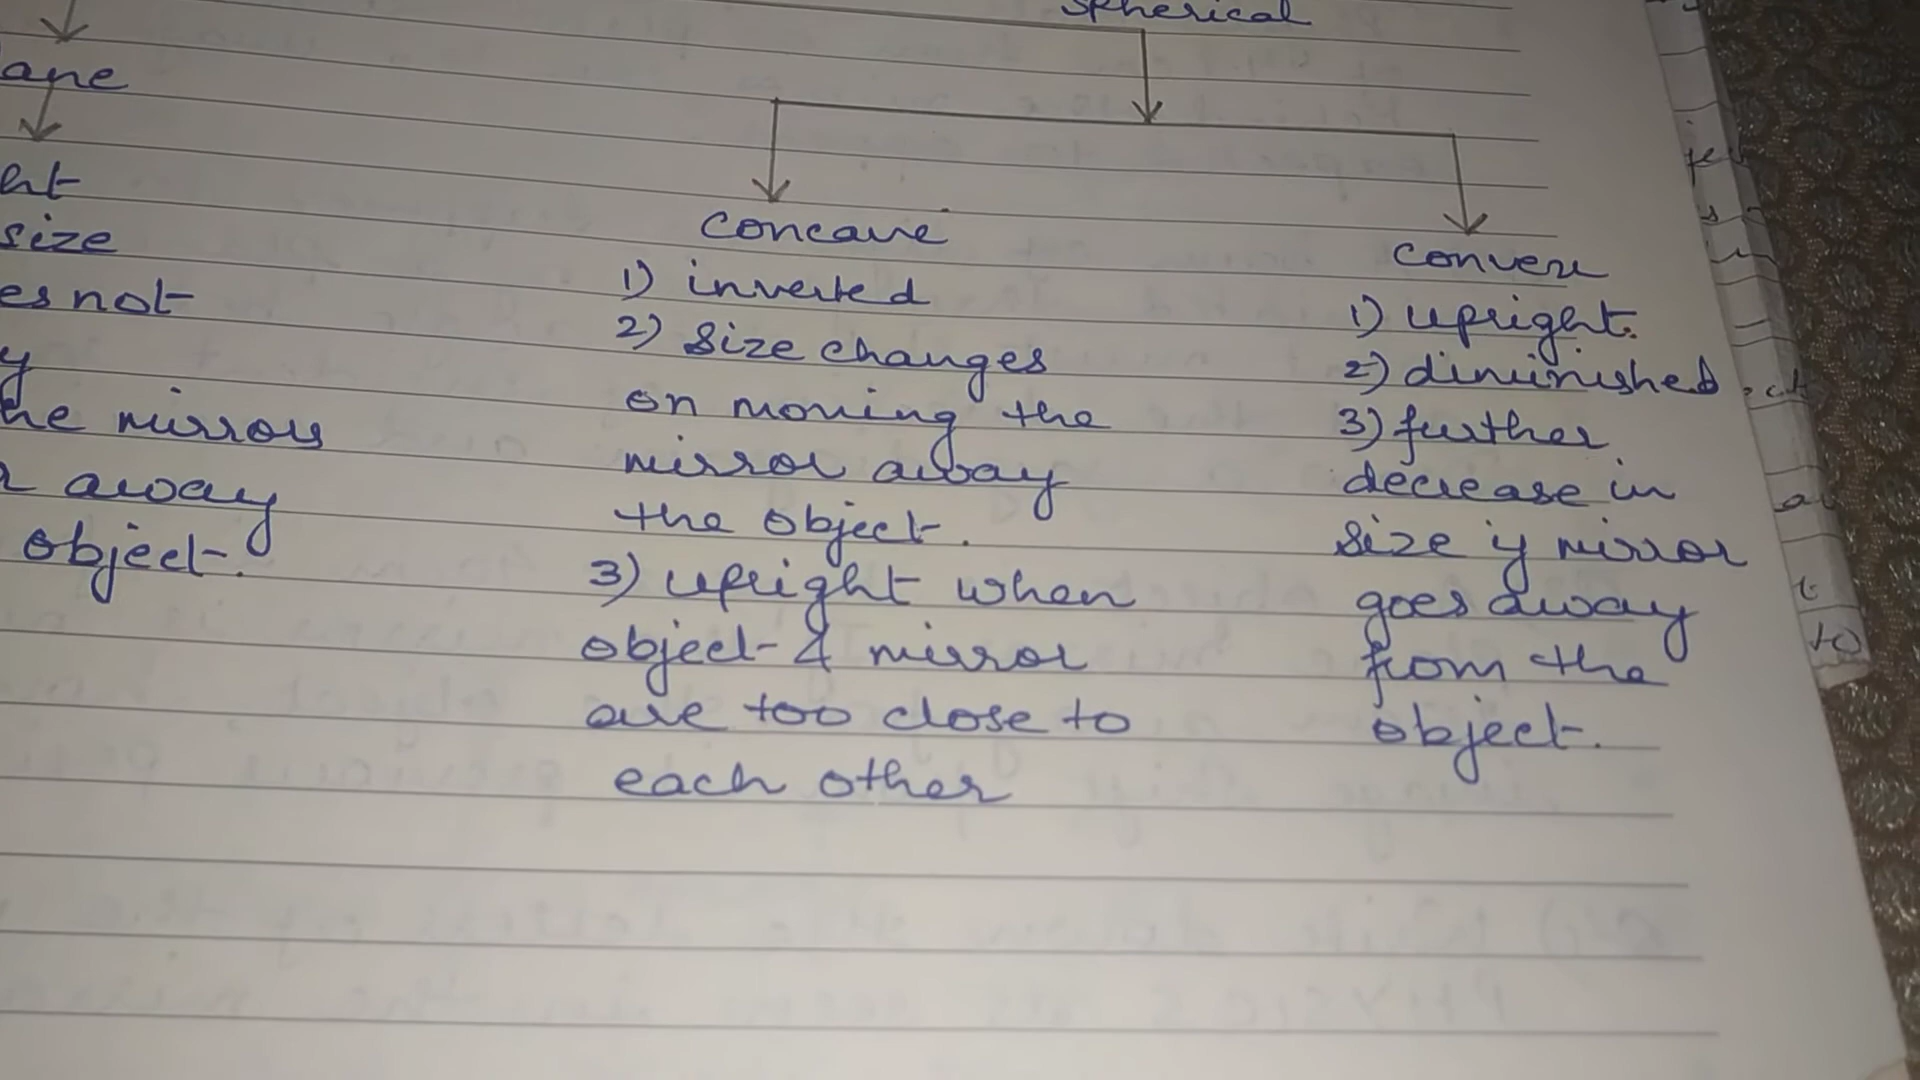 Spherical
ane
ent
size
es not
y
he mirrors
r away
object.
Concave
1) inverted
2) Size changes
on moving the
mirror away
the object.
3) upright when
object & mirror
are too close to
each other
Convex
1) upright.
2) diminished
3) further
decrease in
size if mirror
goes away
from the
object.